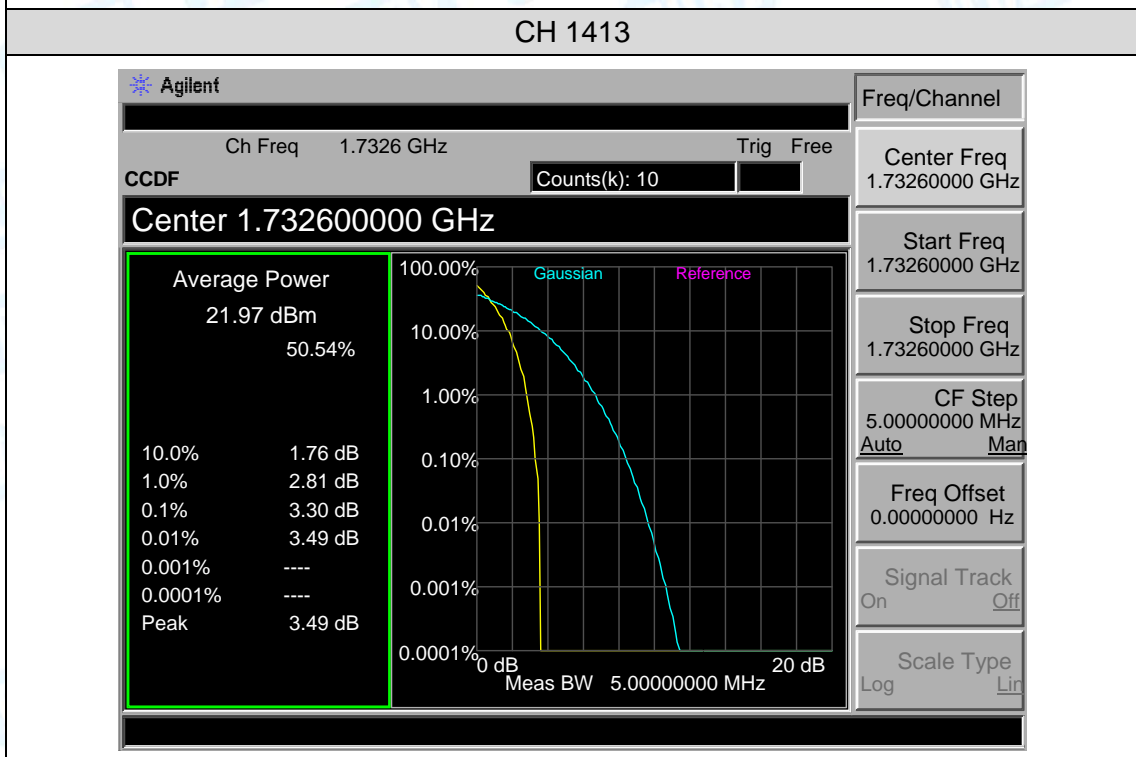 CH 1413
Agilent
Freq/Channel
Ch Freq 1.7326 GHz Trig Free
CCDF Counts(k): 10
Center 1.732600000 GHz
Average Power
21.97 dBm
50.54%
10.0% 1.76 dB
1.0% 2.81 dB
0.1% 3.30 dB
0.01% 3.49 dB
0.001% ----
0.0001% ----
Peak 3.49 dB
Gaussian Reference
100.00%
10.00%
1.00%
0.10%
0.01%
0.001%
0.0001%
0 dB 20 dB
Meas BW 5.00000000 MHz
Center Freq
1.73260000 GHz
Start Freq
1.73260000 GHz
Stop Freq
1.73260000 GHz
CF Step
5.00000000 MHz
Auto Man
Freq Offset
0.00000000 Hz
Signal Track
On Off
Scale Type
Log Lin